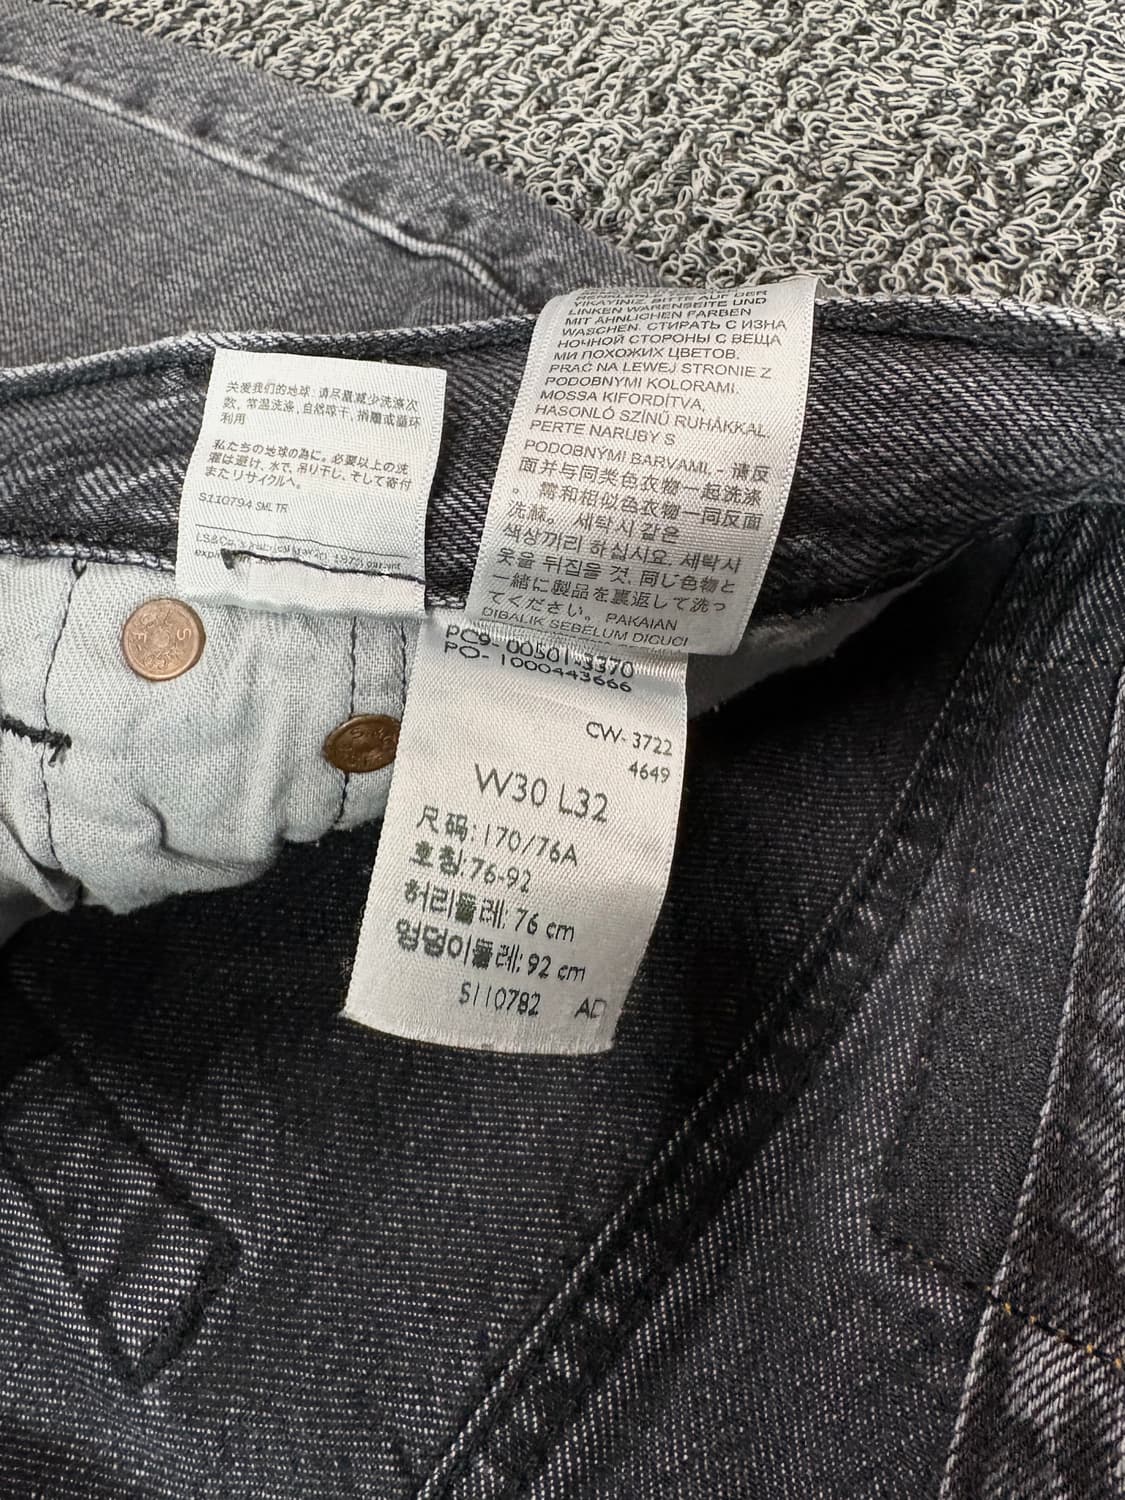 关爱我们的地球: 请尽量减少洗涤次
数, 常温洗涤, 自然晾干, 捐赠或循环
利用
私たちの地球の為に。必要以上の洗
濯は避け、水で、吊り干し、そして寄付
またリサイクルへ。
S110794 SML TR
LS&Co.
YIKAYINIZ. BITTE AUF DER
LINKEN WARENSEITE UND
MIT ÄHNLICHEN FARBEN
WASCHEN. СТИРАТЬ С ИЗНА
НОЧНОЙ СТОРОНЫ С ВЕЩА
МИ ПОХОЖИХ ЦВЕТОВ.
PRAĆ NA LEWEJ STRONIE Z
PODOBNYMI KOLORAMI.
MOSSA KIFORDÍTVA,
HASONLÓ SZÍNŰ RUHÁKKAL.
PERTE NARUBY S
PODOBNÝMI BARVAMI. - 请反
面并与同类色衣物一起洗涤
。需和相似色衣物一同反面
洗滌。 세탁시 같은
색상끼리 하십시요. 세탁시
옷을 뒤집을 것. 同じ色物と
一緒に製品を裏返して洗っ
てください。 PAKAIAN
DIBALIK SEBELUM DICUCI
PC9-00501-3370
PO-1000443666
CW-3722
4649
W30 L32
尺码: 170/76A
호칭: 76-92
허리둘레: 76 cm
엉덩이둘레: 92 cm
S110782 AD